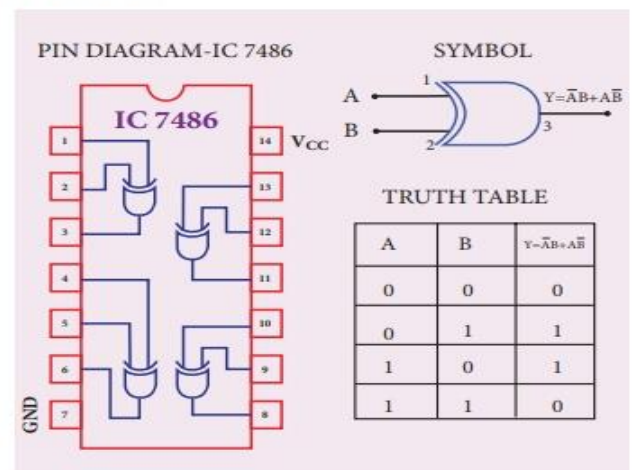 PIN DIAGRAM-IC 7486
IC 7486
1
2
3
4
5
6
7
GND
14 VCC
13
12
11
10
9
8
SYMBOL
A
B
1
2
3
Y=A̅B+AB̅
TRUTH TABLE
A B Y=A̅B+AB̅
0 0 0
0 1 1
1 0 1
1 1 0